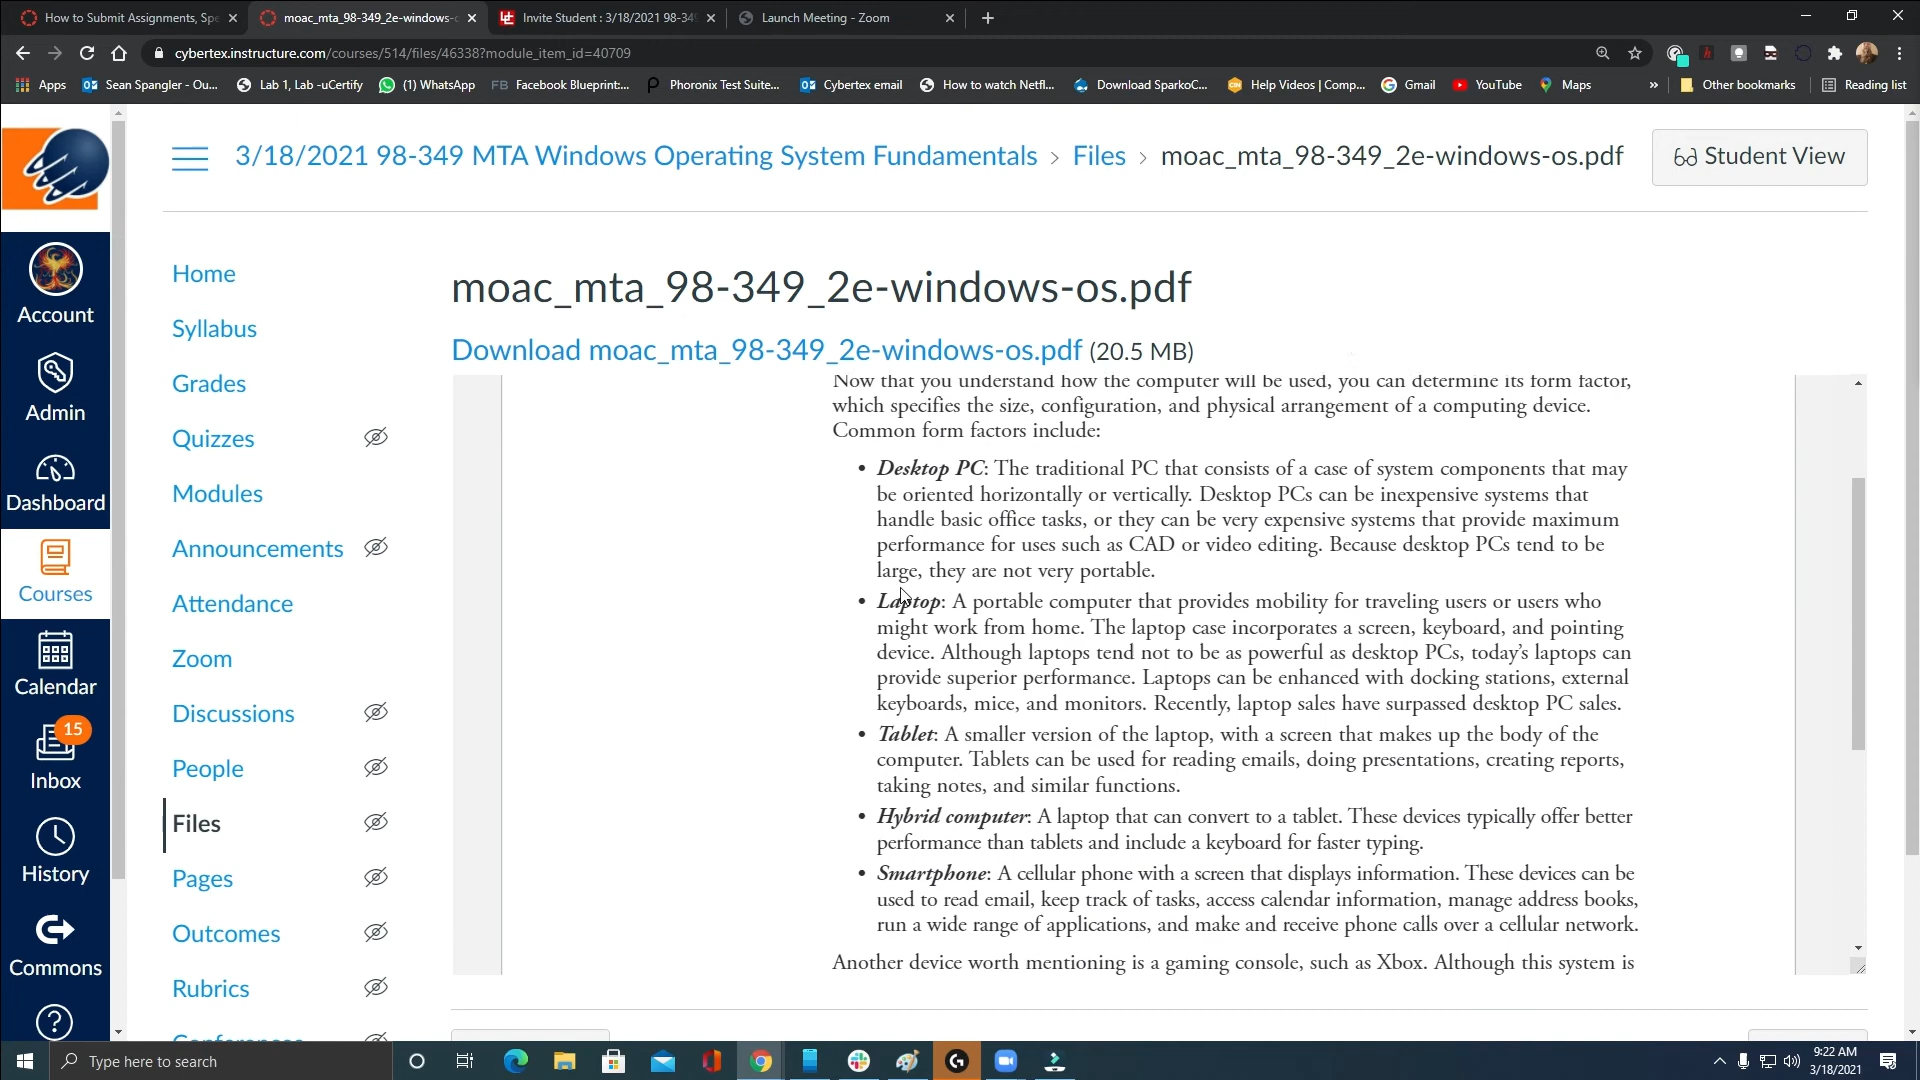 How to Submit Assignments, Spe
moac_mta_98-349_2e-windows-c
Invite Student : 3/18/2021 98-349
Launch Meeting - Zoom
cybertex.instructure.com/courses/514/files/46338?module_item_id=40709
Apps
Sean Spangler - Ou...
Lab 1, Lab -uCertify
(1) WhatsApp
FB Facebook Blueprint:...
Phoronix Test Suite...
Cybertex email
How to watch Netfl...
Download SparkoC...
Help Videos | Comp...
Gmail
YouTube
Maps
»
Other bookmarks
Reading list
3/18/2021 98-349 MTA Windows Operating System Fundamentals > Files > moac_mta_98-349_2e-windows-os.pdf
Student View
Account
Admin
Dashboard
Courses
Calendar
15
Inbox
History
Commons
Home
Syllabus
Grades
Quizzes
Modules
Announcements
Attendance
Zoom
Discussions
People
Files
Pages
Outcomes
Rubrics
Conferences
moac_mta_98-349_2e-windows-os.pdf
Download moac_mta_98-349_2e-windows-os.pdf (20.5 MB)
Now that you understand how the computer will be used, you can determine its form factor,
which specifies the size, configuration, and physical arrangement of a computing device.
Common form factors include:
• Desktop PC: The traditional PC that consists of a case of system components that may
be oriented horizontally or vertically. Desktop PCs can be inexpensive systems that
handle basic office tasks, or they can be very expensive systems that provide maximum
performance for uses such as CAD or video editing. Because desktop PCs tend to be
large, they are not very portable.
• Laptop: A portable computer that provides mobility for traveling users or users who
might work from home. The laptop case incorporates a screen, keyboard, and pointing
device. Although laptops tend not to be as powerful as desktop PCs, today's laptops can
provide superior performance. Laptops can be enhanced with docking stations, external
keyboards, mice, and monitors. Recently, laptop sales have surpassed desktop PC sales.
• Tablet: A smaller version of the laptop, with a screen that makes up the body of the
computer. Tablets can be used for reading emails, doing presentations, creating reports,
taking notes, and similar functions.
• Hybrid computer: A laptop that can convert to a tablet. These devices typically offer better
performance than tablets and include a keyboard for faster typing.
• Smartphone: A cellular phone with a screen that displays information. These devices can be
used to read email, keep track of tasks, access calendar information, manage address books,
run a wide range of applications, and make and receive phone calls over a cellular network.
Another device worth mentioning is a gaming console, such as Xbox. Although this system is
Type here to search
9:22 AM
3/18/2021